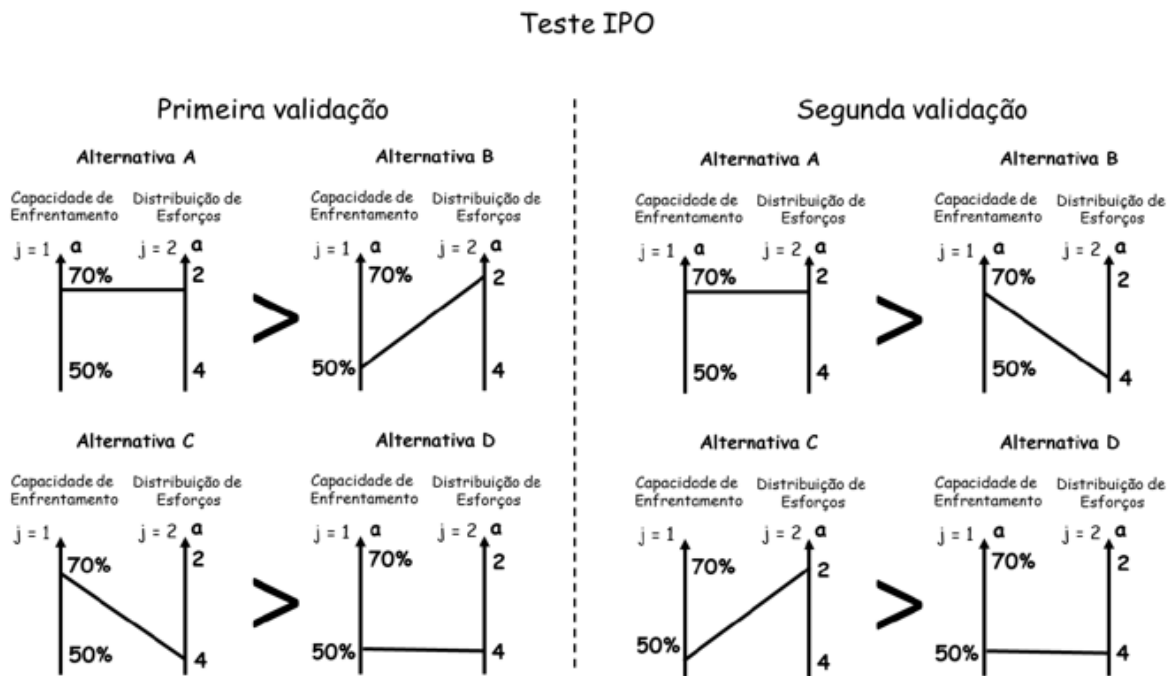 Teste IPO
Primeira validação
Alternativa A
Capacidade de Enfrentamento
Distribuição de Esforços
j = 1 a
j = 2 a
70%
2
50%
4
>
Alternativa B
Capacidade de Enfrentamento
Distribuição de Esforços
j = 1 a
j = 2 a
70%
2
50%
4
Alternativa C
Capacidade de Enfrentamento
Distribuição de Esforços
j = 1
j = 2 a
70%
2
50%
4
>
Alternativa D
Capacidade de Enfrentamento
Distribuição de Esforços
j = 1 a
j = 2 a
70%
2
50%
4
Segunda validação
Alternativa A
Capacidade de Enfrentamento
Distribuição de Esforços
j = 1 a
j = 2 a
70%
2
50%
4
>
Alternativa B
Capacidade de Enfrentamento
Distribuição de Esforços
j = 1 a
j = 2 a
70%
2
50%
4
Alternativa C
Capacidade de Enfrentamento
Distribuição de Esforços
j = 1
j = 2 a
70%
2
50%
4
>
Alternativa D
Capacidade de Enfrentamento
Distribuição de Esforços
j = 1 a
j = 2 a
70%
2
50%
4